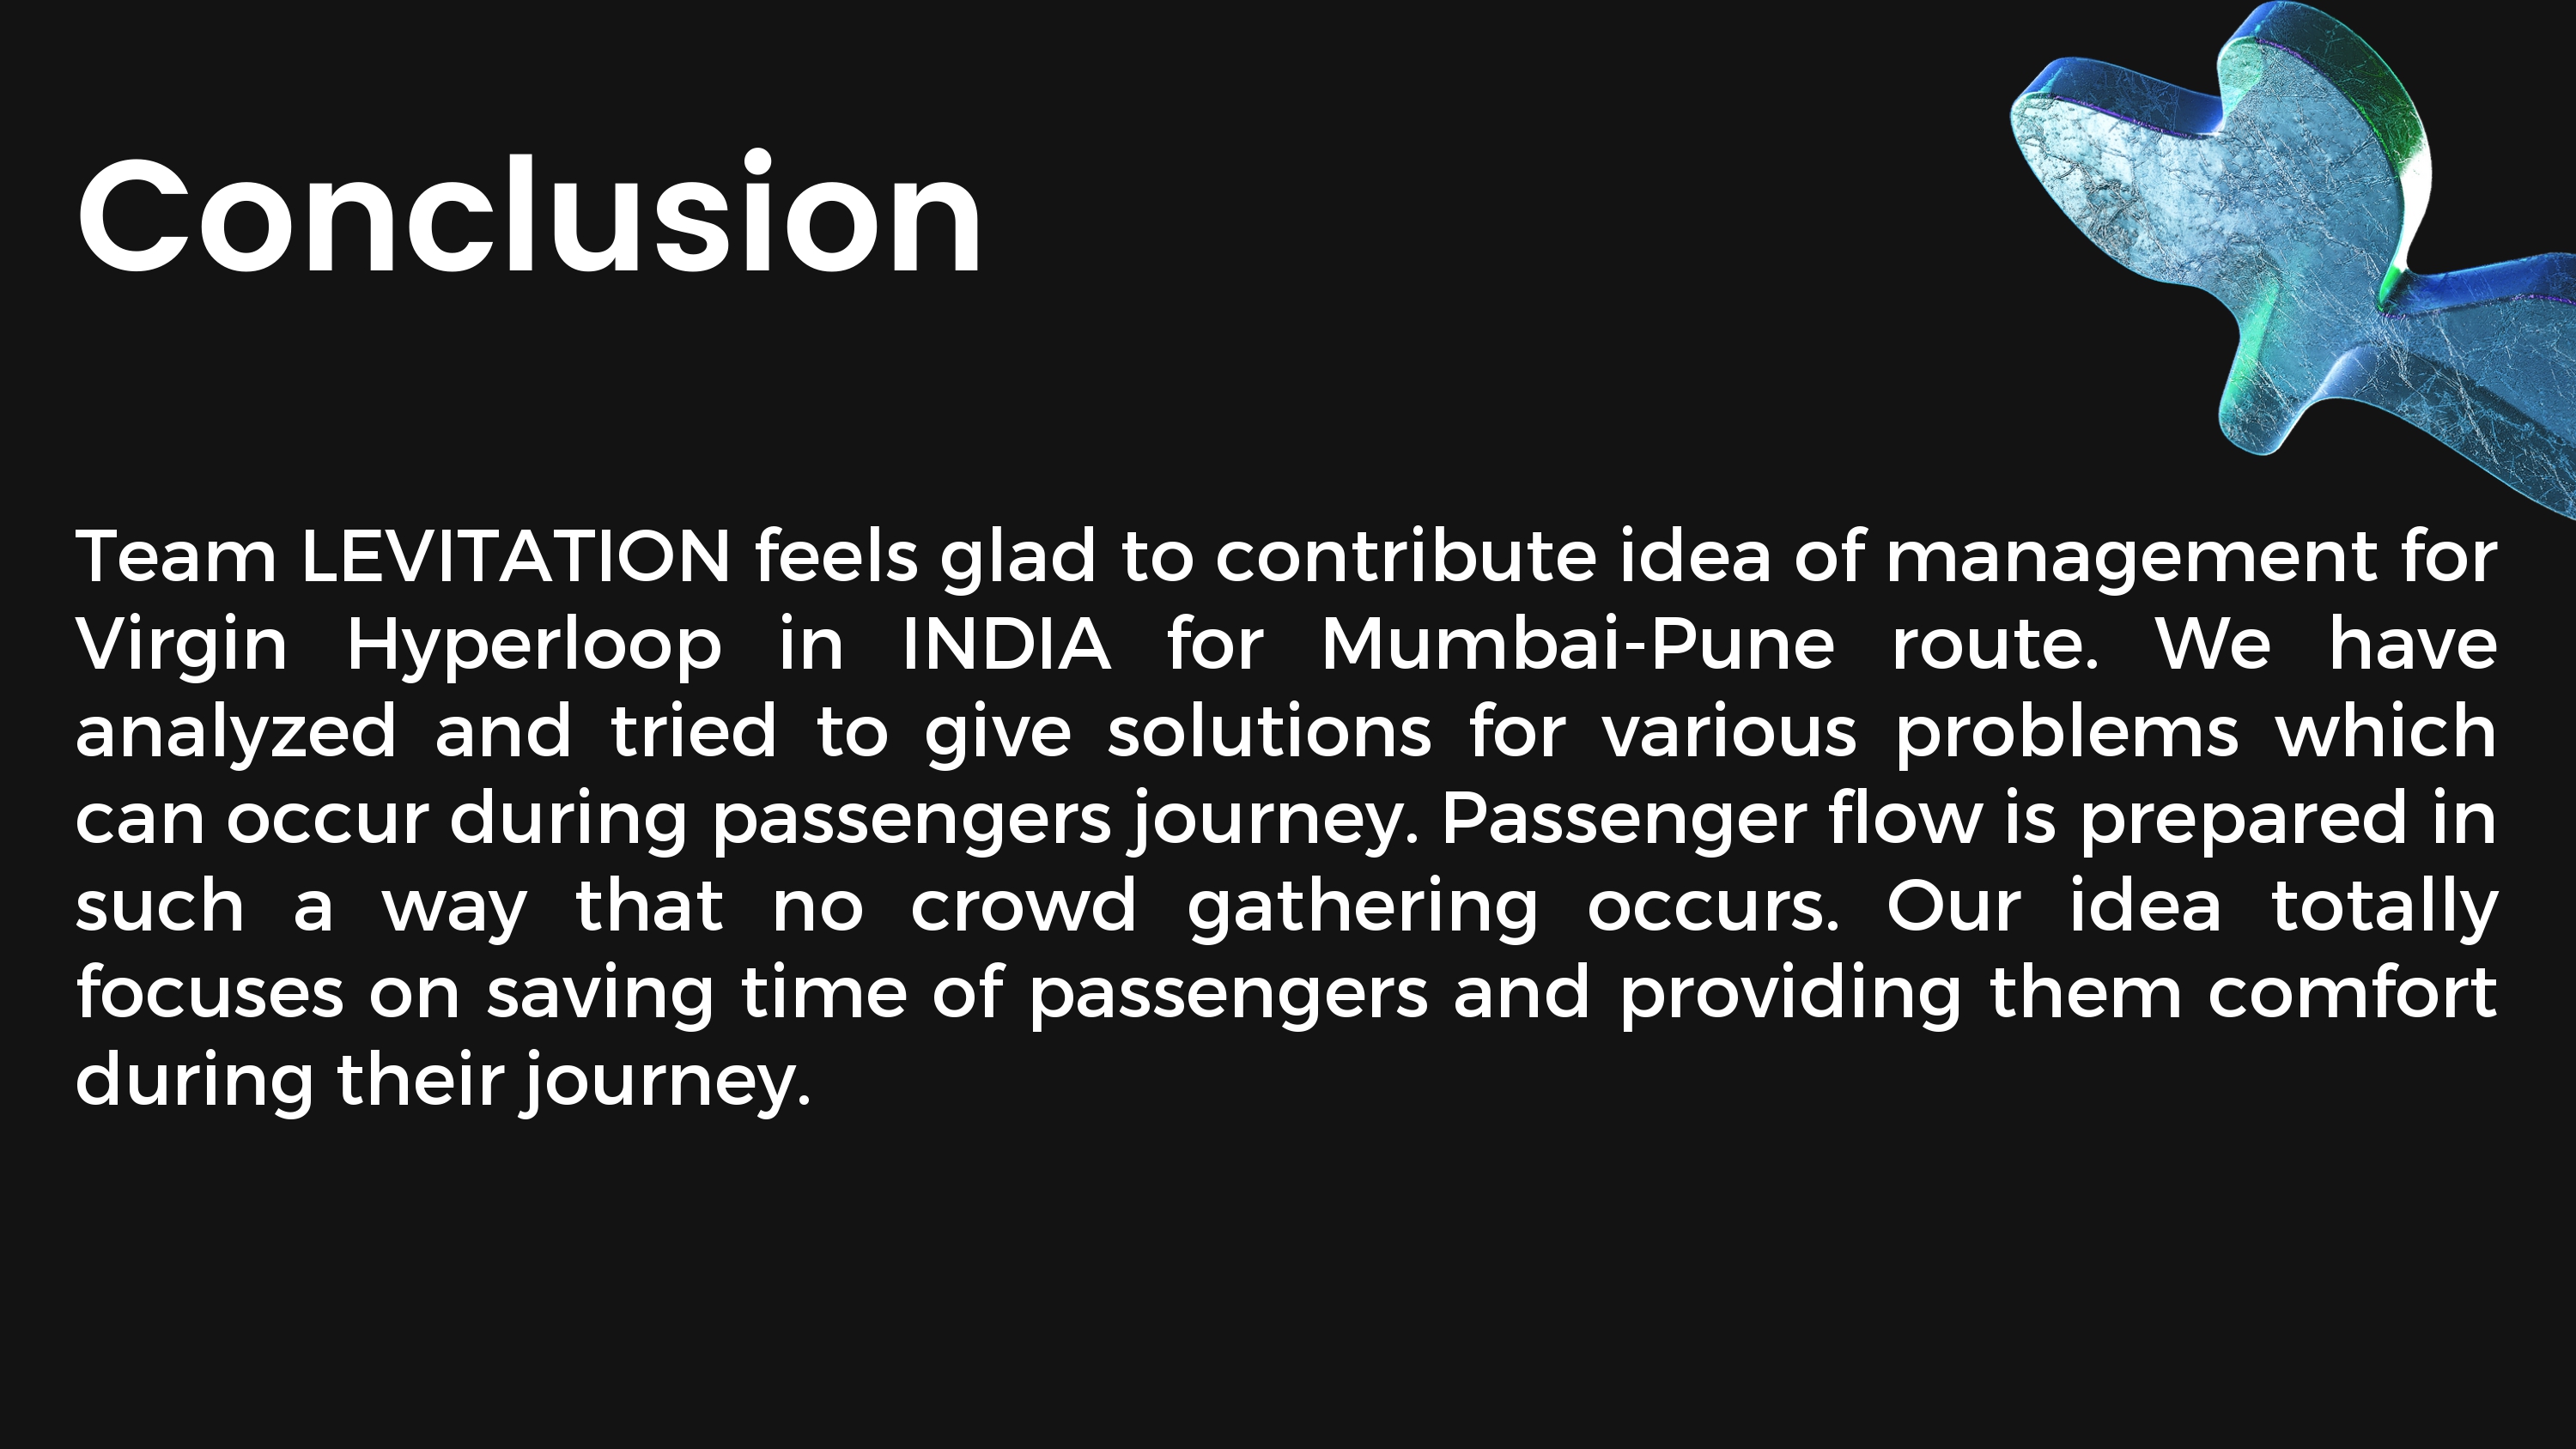 Conclusion
Team LEVITATION feels glad to contribute idea of management for
Virgin Hyperloop in INDIA for Mumbai-Pune route. We have
analyzed and tried to give solutions for various problems which
can occur during passengers journey. Passenger flow is prepared in
such a way that no crowd gathering occurs. Our idea totally
focuses on saving time of passengers and providing them comfort
during their journey.